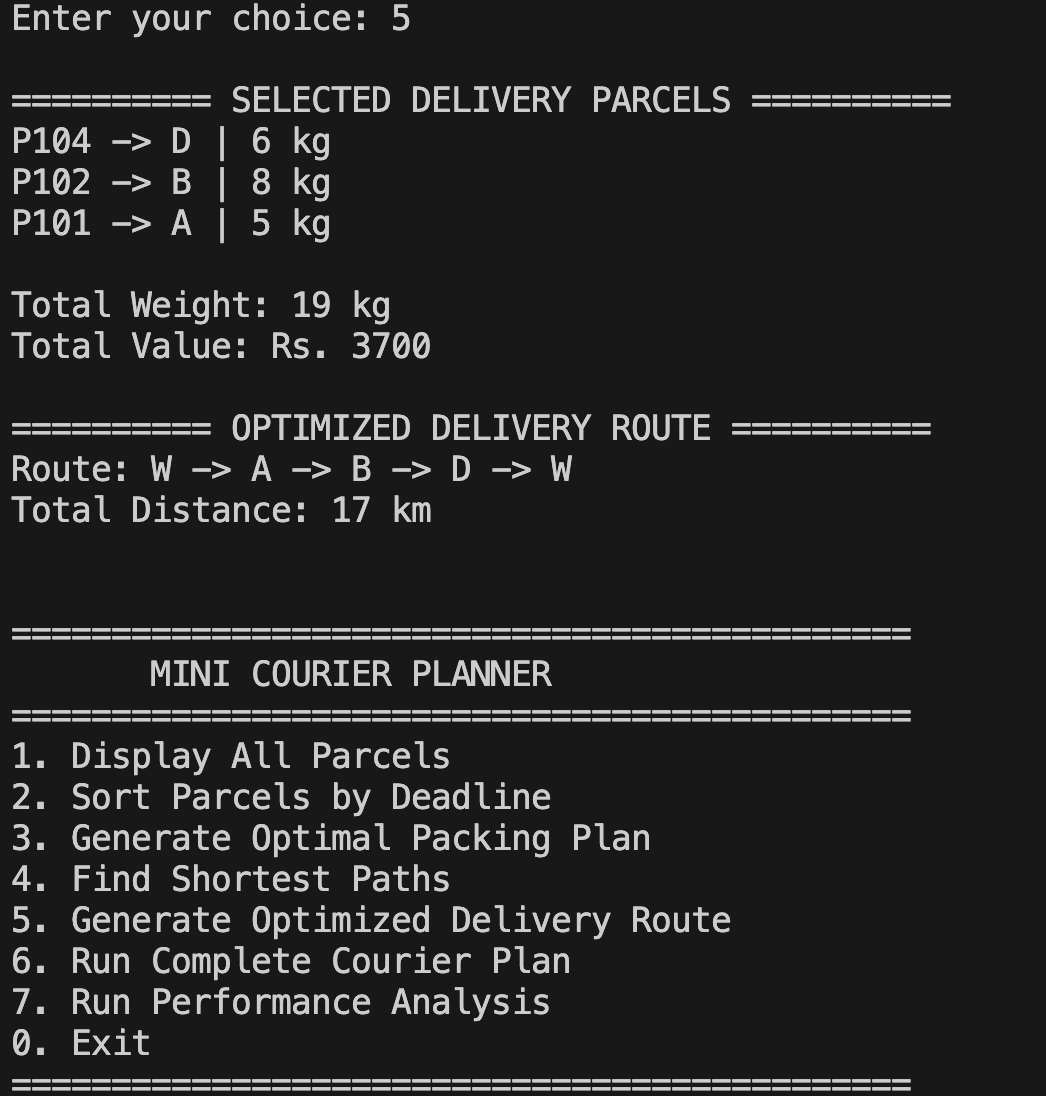 Enter your choice: 5
========== SELECTED DELIVERY PARCELS ==========
P104 -> D | 6 kg
P102 -> B | 8 kg
P101 -> A | 5 kg
Total Weight: 19 kg
Total Value: Rs. 3700
========== OPTIMIZED DELIVERY ROUTE ==========
Route: W -> A -> B -> D -> W
Total Distance: 17 km
=============================================
MINI COURIER PLANNER
=============================================
1. Display All Parcels
2. Sort Parcels by Deadline
3. Generate Optimal Packing Plan
4. Find Shortest Paths
5. Generate Optimized Delivery Route
6. Run Complete Courier Plan
7. Run Performance Analysis
0. Exit
=============================================